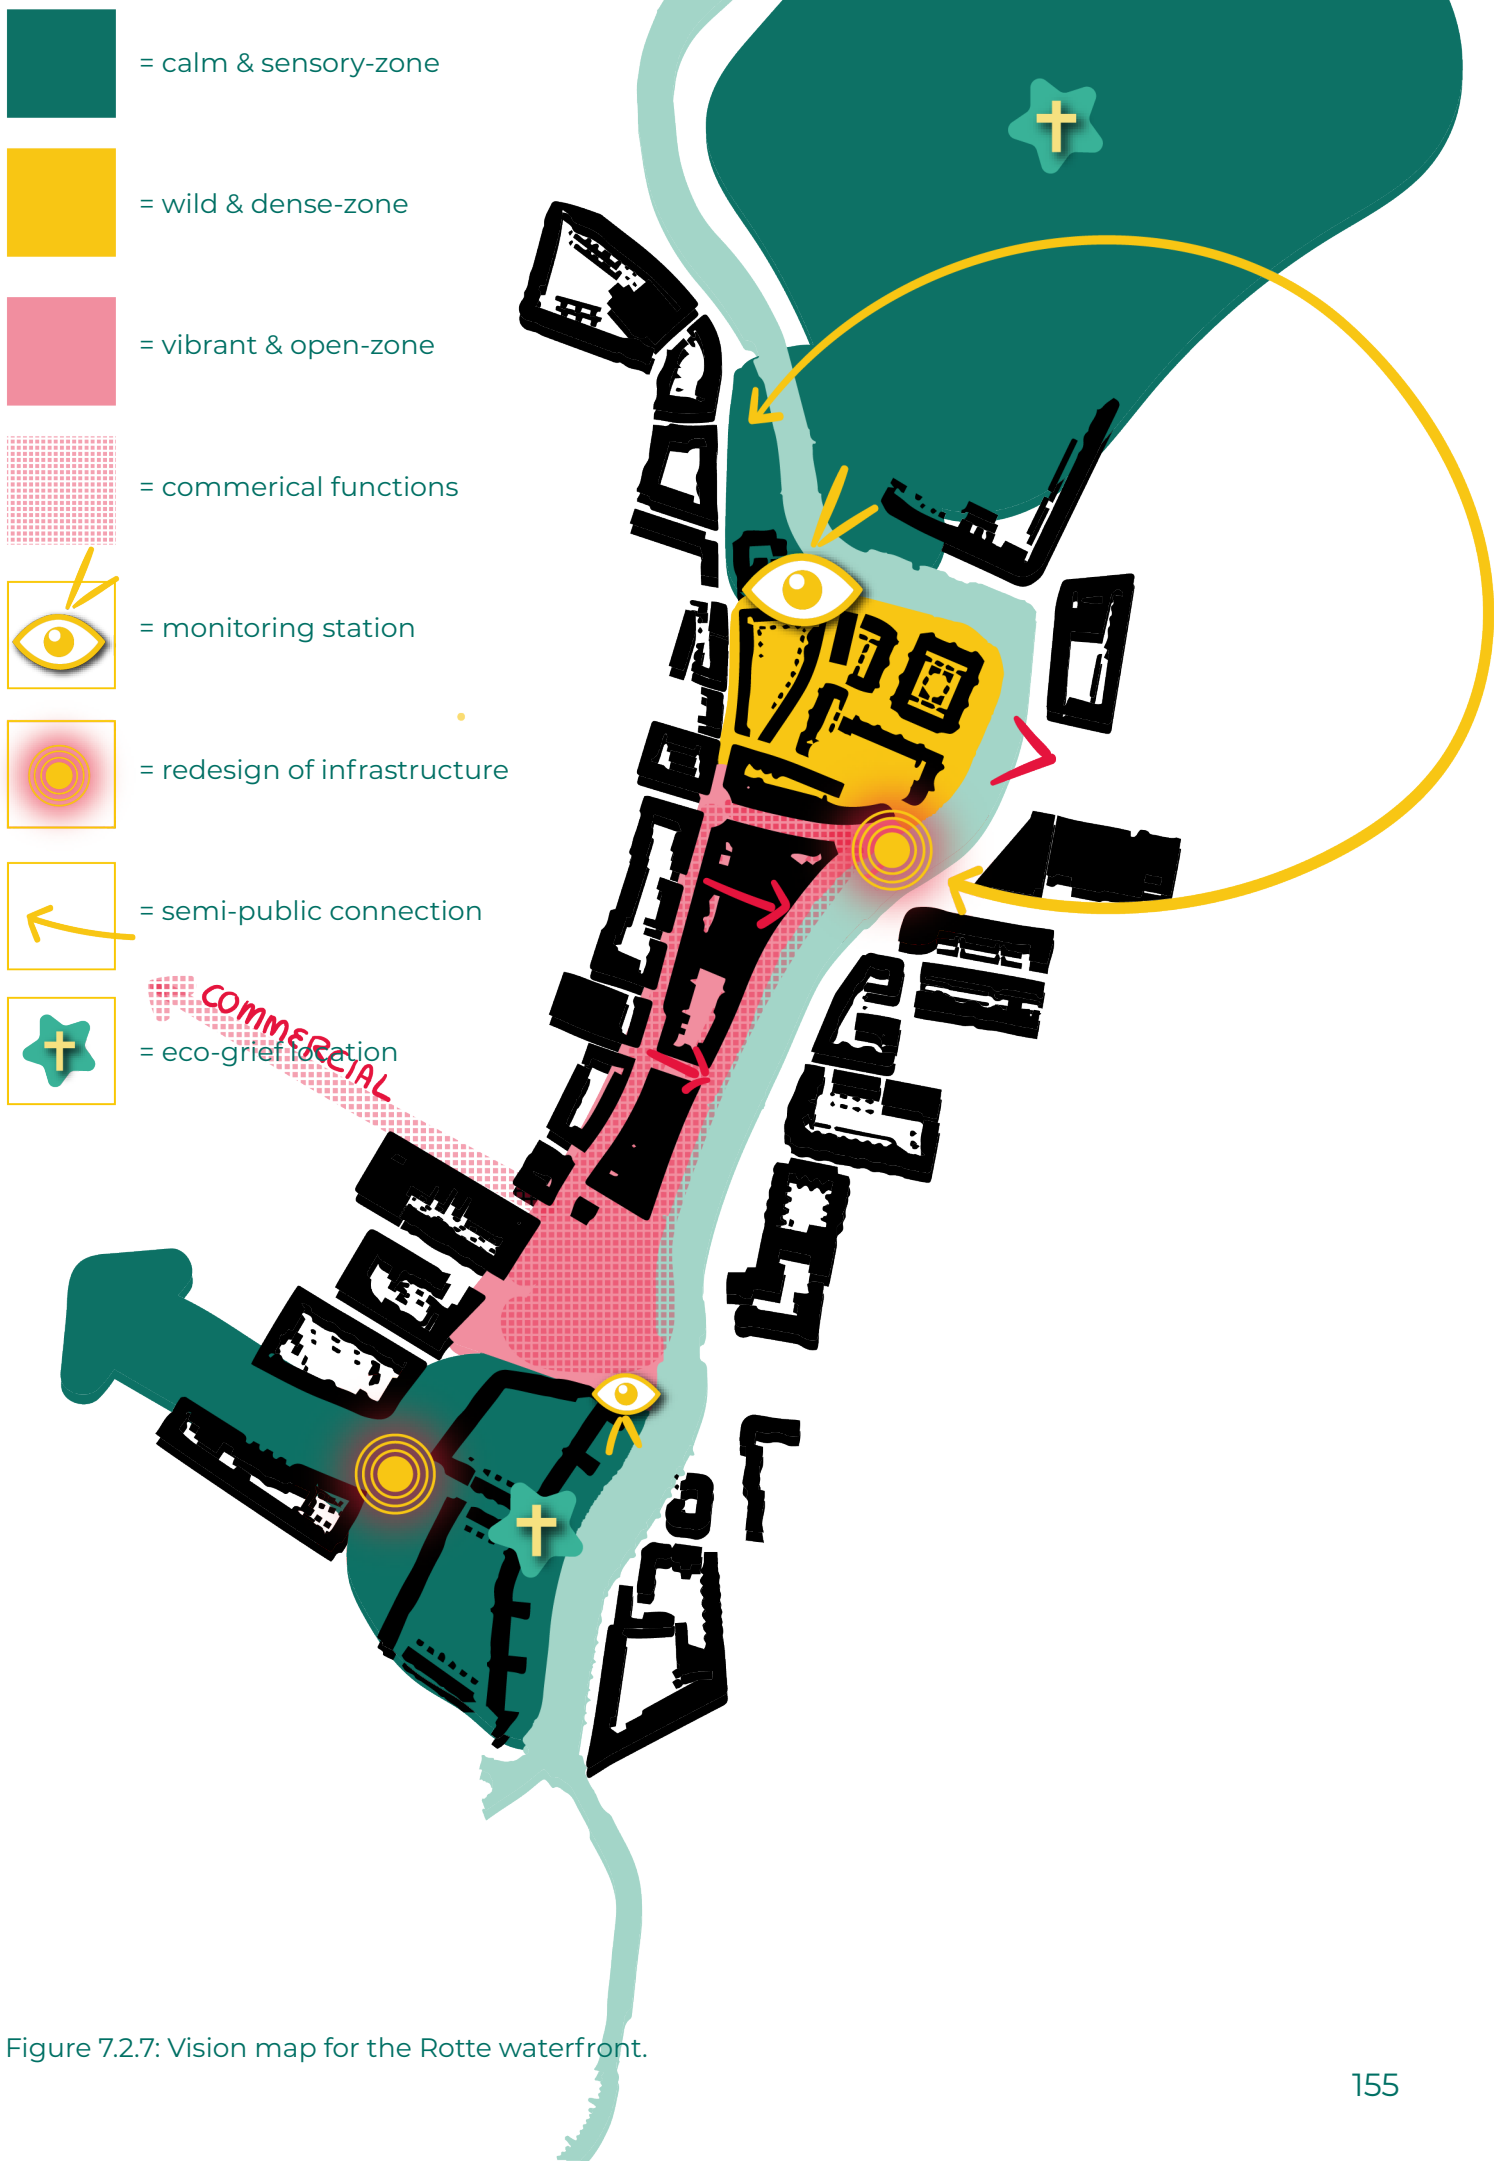 = calm & sensory-zone
= wild & dense-zone
= vibrant & open-zone
= commerical functions
= monitoring station
= redesign of infrastructure
= semi-public connection
COMMERCIAL
= eco-grief location
Figure 7.2.7: Vision map for the Rotte waterfront.
155